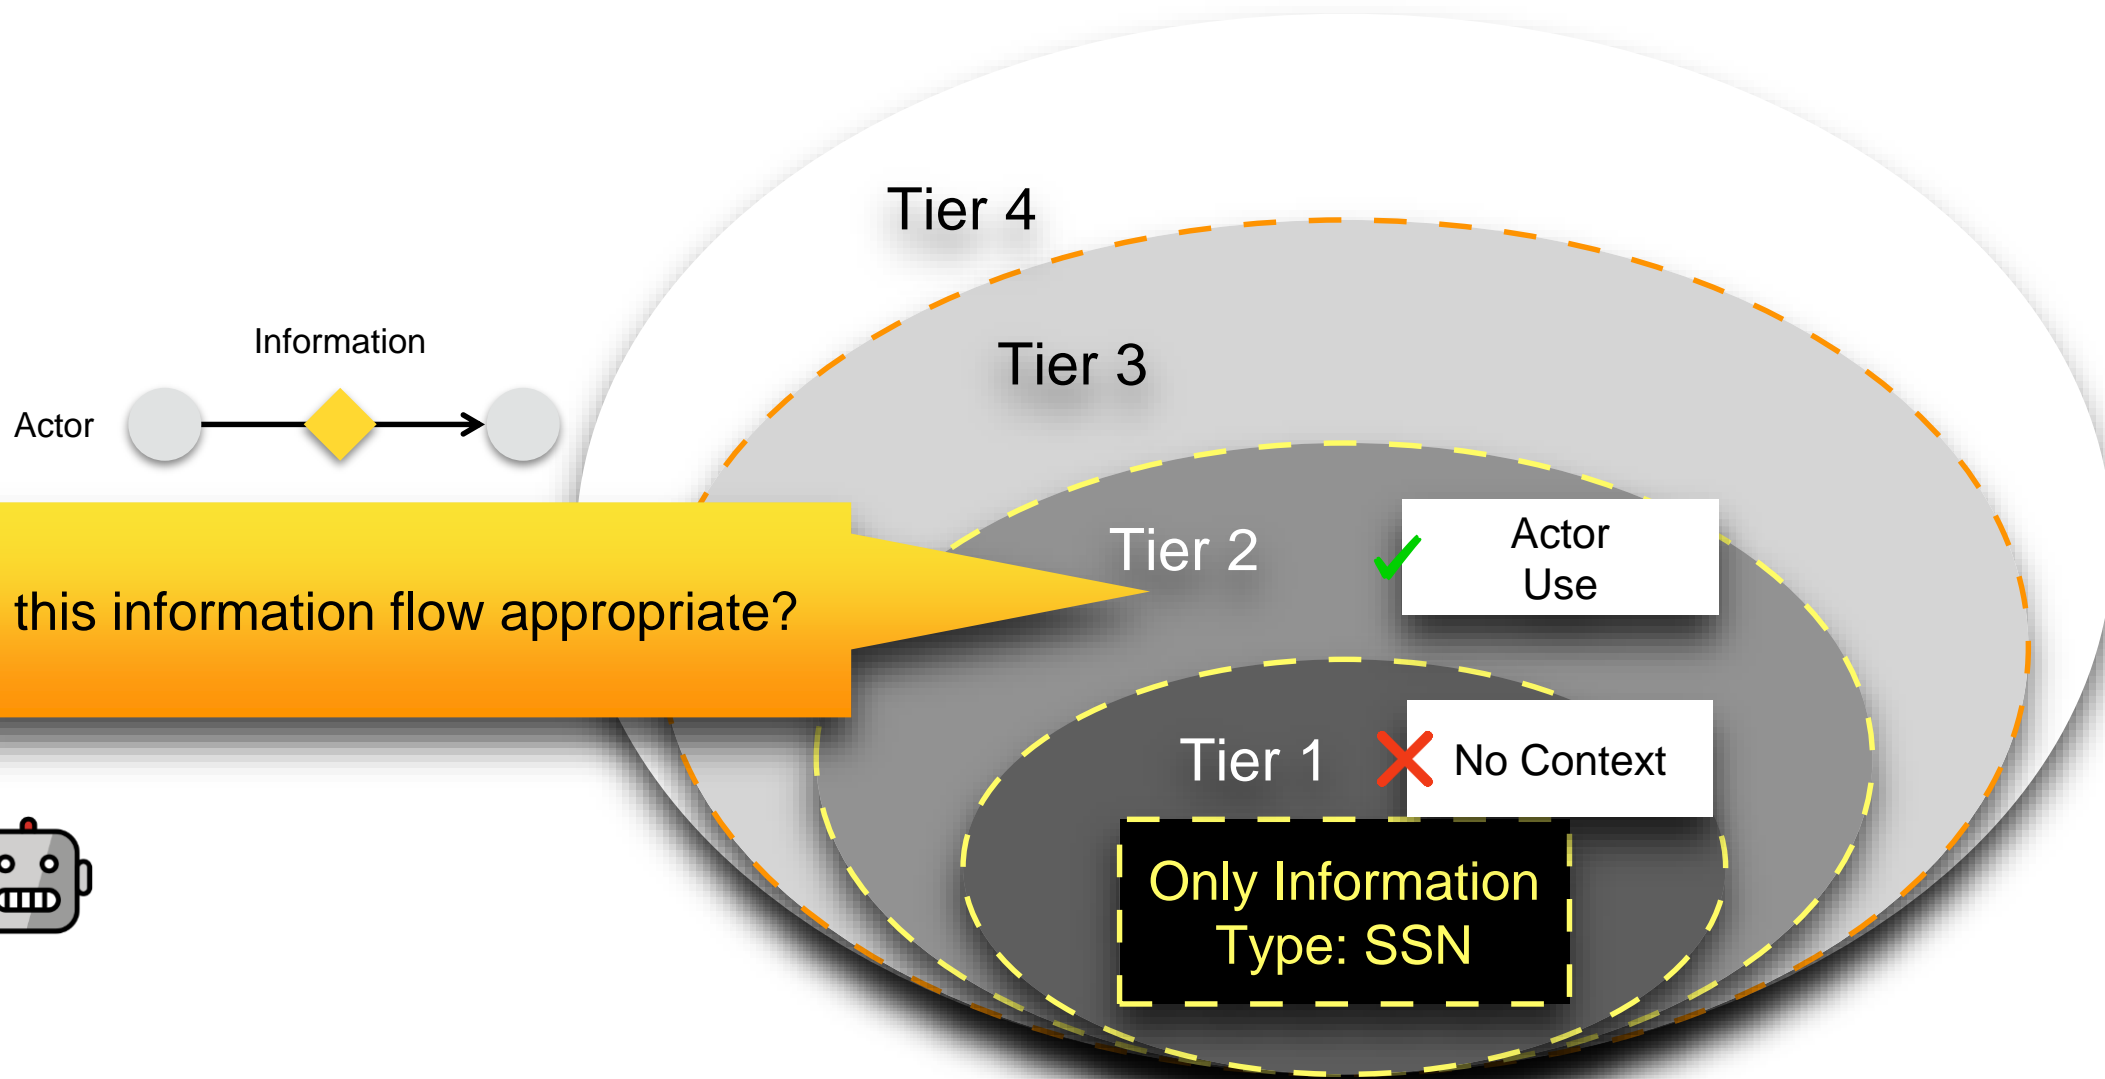 Tier 4
Information
Tier 3
Actor
Tier 2
Actor
Use
this information flow appropriate?
Tier 1
No Context
Only Information
Type: SSN